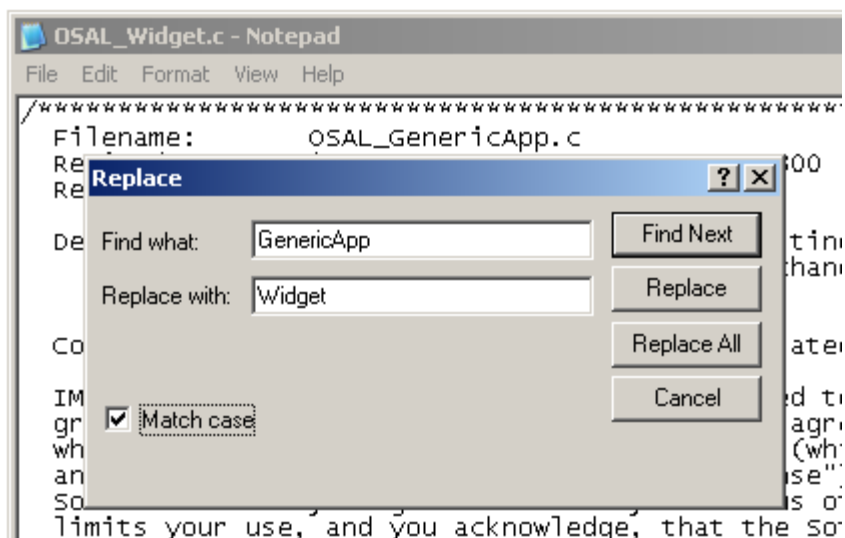 OSAL_Widget.c - Notepad
File Edit Format View Help
/***************************************************
Filename: OSAL_GenericApp.c
Replace
Find what: GenericApp Find Next
Replace with: Widget Replace
Replace All
Match case Cancel
limits your use, and you acknowledge, that the